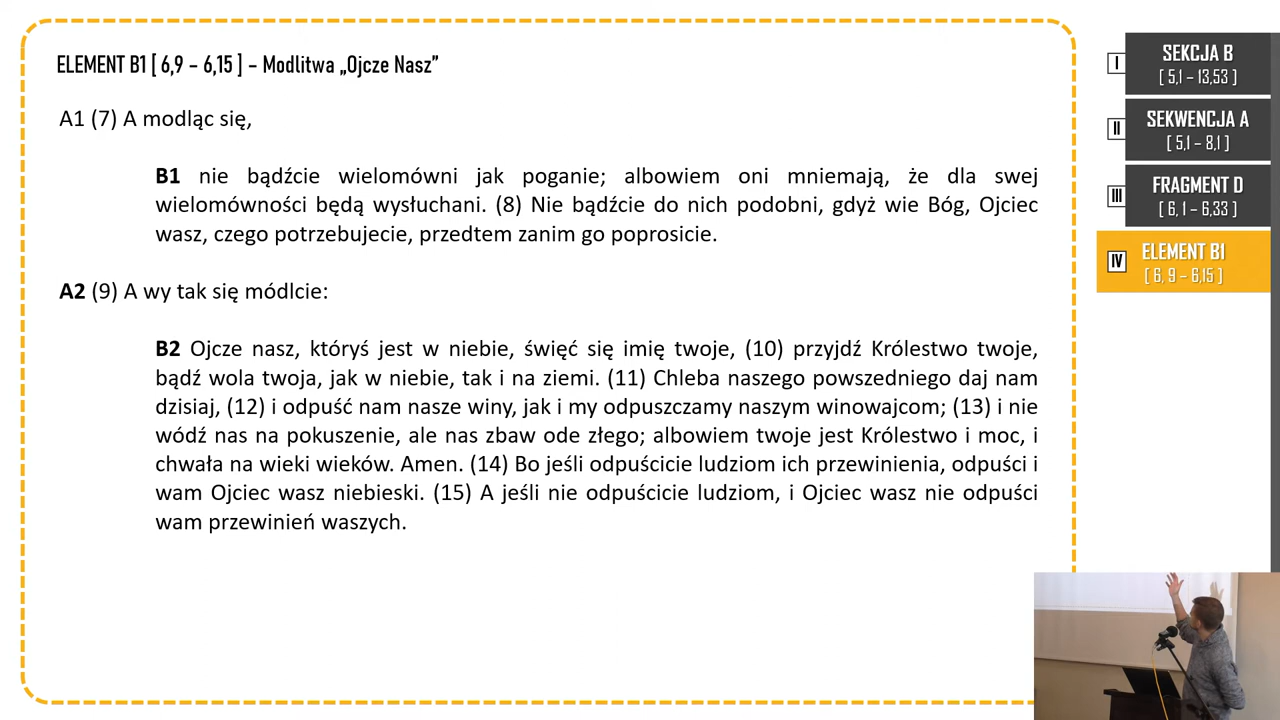 ELEMENT B1 [ 6,9 – 6,15 ] – Modlitwa „Ojcze Nasz”
A1 (7) A modląc się,
B1 nie bądźcie wielomówni jak poganie; albowiem oni mniemają, że dla swej
wielomówności będą wysłuchani. (8) Nie bądźcie do nich podobni, gdyż wie Bóg, Ojciec
wasz, czego potrzebujecie, przedtem zanim go poprosicie.
A2 (9) A wy tak się módlcie:
B2 Ojcze nasz, któryś jest w niebie, święć się imię twoje, (10) przyjdź Królestwo twoje,
bądź wola twoja, jak w niebie, tak i na ziemi. (11) Chleba naszego powszedniego daj nam
dzisiaj, (12) i odpuść nam nasze winy, jak i my odpuszczamy naszym winowajcom; (13) i nie
wódź nas na pokuszenie, ale nas zbaw ode złego; albowiem twoje jest Królestwo i moc, i
chwała na wieki wieków. Amen. (14) Bo jeśli odpuścicie ludziom ich przewinienia, odpuści i
wam Ojciec wasz niebieski. (15) A jeśli nie odpuścicie ludziom, i Ojciec wasz nie odpuści
wam przewinień waszych.
I SEKCJA B
[ 5,1 – 13,53 ]
II SEKWENCJA A
[ 5,1 – 8,1 ]
III FRAGMENT D
[ 6,1 – 6,33 ]
IV ELEMENT B1
[ 6, 9 – 6,15 ]